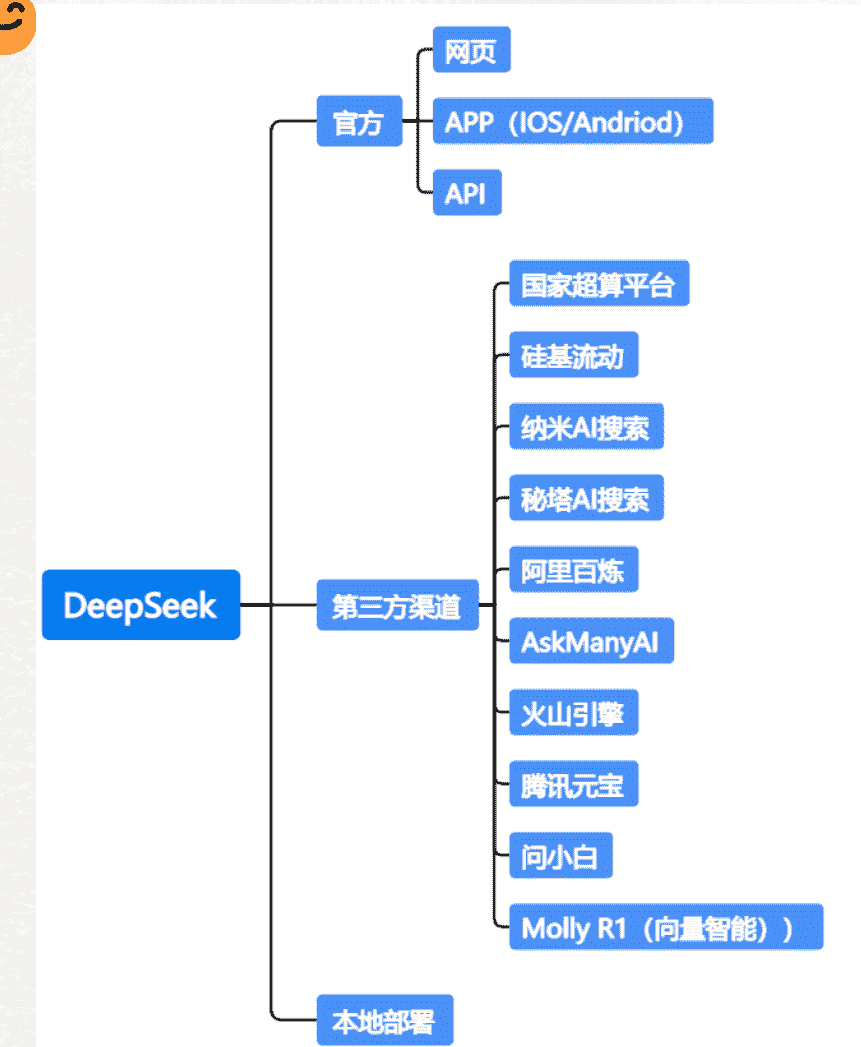 网页
官方
APP（IOS/Andriod）
API
国家超算平台
硅基流动
纳米AI搜索
秘塔AI搜索
阿里百炼
DeepSeek
第三方渠道
AskManyAI
火山引擎
腾讯元宝
问小白
Molly R1（向量智能））
本地部署